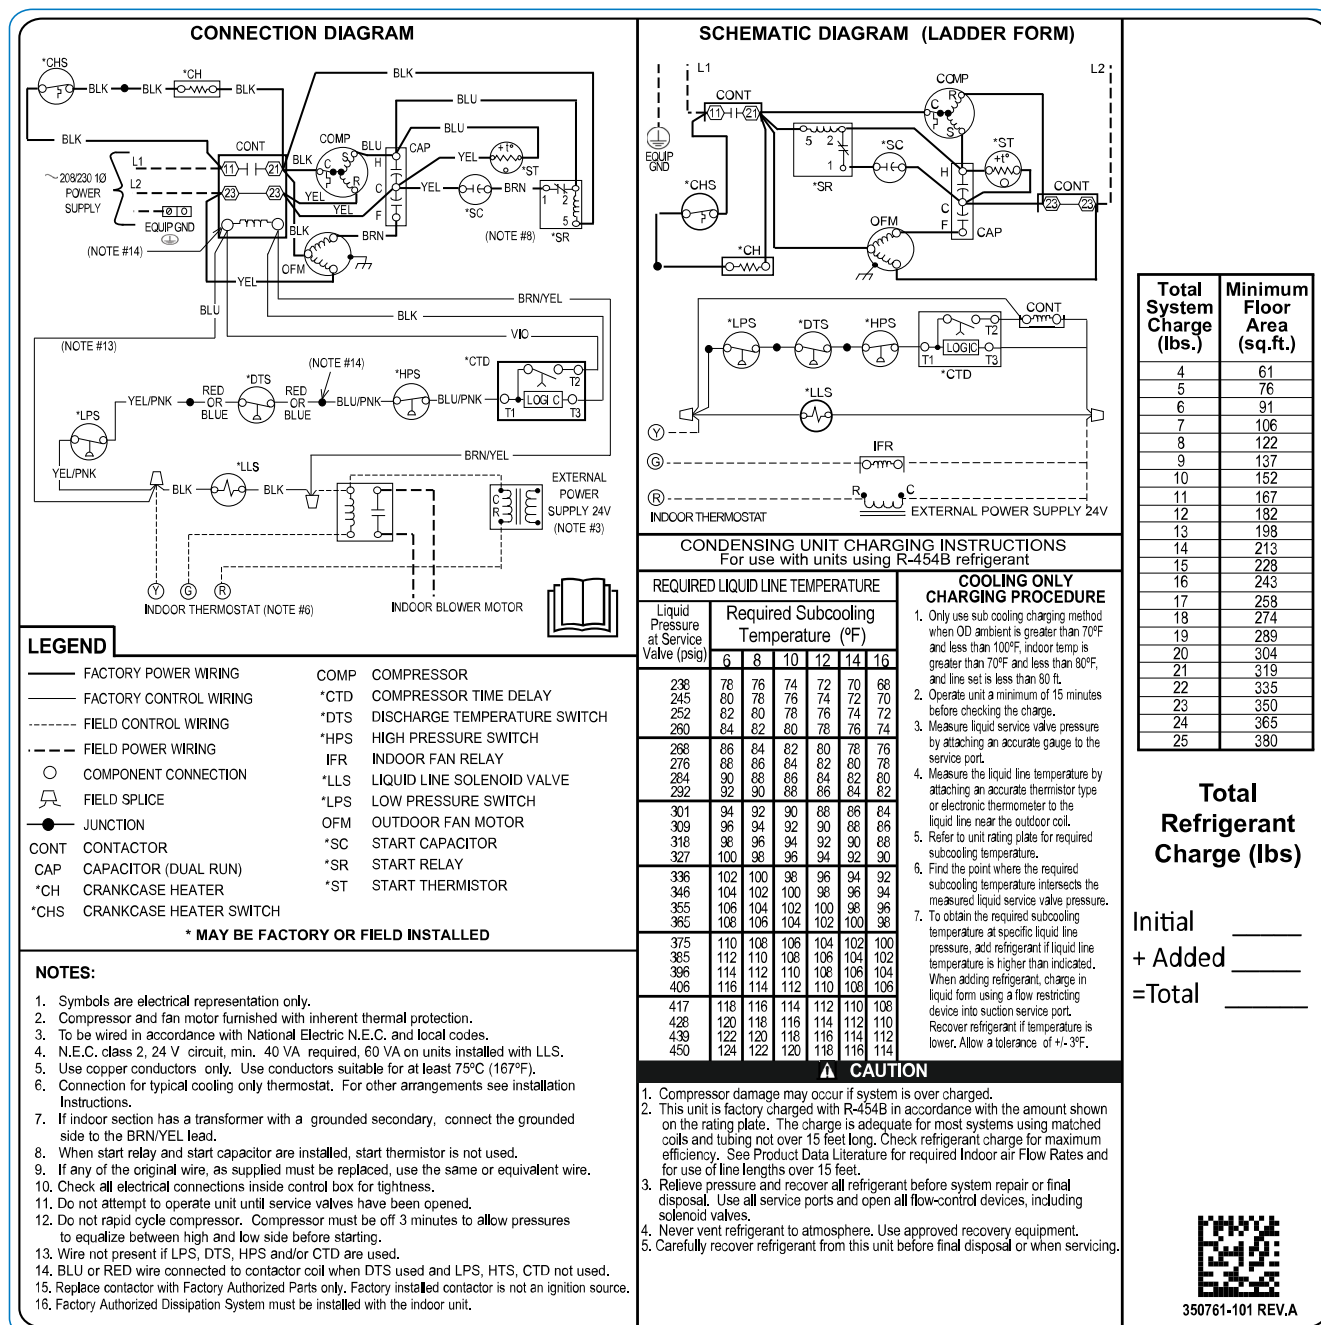 CONNECTION DIAGRAM
*CHS
BLK
BLK
*CH
BLK
BLK
BLU
BLK
BLU
CONT
COMP
BLU
CAP
L1
11
21
BLK
C
S
R
H
YEL
+t°
*ST
~208/230 1Ø
POWER
SUPPLY
L2
23
23
YEL
C
YEL
BRN
1
2
YEL
*SC
5
EQUIP GND
F
BLK
BRN
(NOTE #8)
*SR
(NOTE #14)
OFM
YEL
BRN/YEL
BLU
BLK
VIO
(NOTE #13)
(NOTE #14)
*CTD
*DTS
*HPS
T2
YEL/PNK
RED
OR
BLUE
RED
OR
BLUE
BLU/PNK
BLU/PNK
LOGIC
T1
T3
*LPS
YEL/PNK
BRN/YEL
*LLS
BLK
BLK
C
R
EXTERNAL
POWER
SUPPLY 24V
(NOTE #3)
Y
G
R
INDOOR THERMOSTAT (NOTE #6)
INDOOR BLOWER MOTOR
LEGEND
FACTORY POWER WIRING
FACTORY CONTROL WIRING
FIELD CONTROL WIRING
FIELD POWER WIRING
COMPONENT CONNECTION
FIELD SPLICE
JUNCTION
CONT CONTACTOR
CAP CAPACITOR (DUAL RUN)
*CH CRANKCASE HEATER
*CHS CRANKCASE HEATER SWITCH
COMP COMPRESSOR
*CTD COMPRESSOR TIME DELAY
*DTS DISCHARGE TEMPERATURE SWITCH
*HPS HIGH PRESSURE SWITCH
IFR INDOOR FAN RELAY
*LLS LIQUID LINE SOLENOID VALVE
*LPS LOW PRESSURE SWITCH
OFM OUTDOOR FAN MOTOR
*SC START CAPACITOR
*SR START RELAY
*ST START THERMISTOR
* MAY BE FACTORY OR FIELD INSTALLED
NOTES:
1. Symbols are electrical representation only.
2. Compressor and fan motor furnished with inherent thermal protection.
3. To be wired in accordance with National Electric N.E.C. and local codes.
4. N.E.C. class 2, 24 V circuit, min. 40 VA required, 60 VA on units installed with LLS.
5. Use copper conductors only. Use conductors suitable for at least 75ºC (167ºF).
6. Connection for typical cooling only thermostat. For other arrangements see installation
Instructions.
7. If indoor section has a transformer with a grounded secondary, connect the grounded
side to the BRN/YEL lead.
8. When start relay and start capacitor are installed, start thermistor is not used.
9. If any of the original wire, as supplied must be replaced, use the same or equivalent wire.
10. Check all electrical connections inside control box for tightness.
11. Do not attempt to operate unit until service valves have been opened.
12. Do not rapid cycle compressor. Compressor must be off 3 minutes to allow pressures
to equalize between high and low side before starting.
13. Wire not present if LPS, DTS, HPS and/or CTD are used.
14. BLU or RED wire connected to contactor coil when DTS used and LPS, HTS, CTD not used.
15. Replace contactor with Factory Authorized Parts only. Factory installed contactor is not an ignition source.
16. Factory Authorized Dissipation System must be installed with the indoor unit.
SCHEMATIC DIAGRAM (LADDER FORM)
L1
COMP
L2
CONT
R
11
21
C
S
5
2
*SC
*ST
+t°
EQUIP
GND
1
H
*SR
*CHS
CONT
C
23
23
OFM
F
CAP
*CH
CONT
*LPS
*DTS
*HPS
T2
LOGIC
T1
T3
*CTD
*LLS
Y
IFR
G
R
C
R
INDOOR THERMOSTAT
EXTERNAL POWER SUPPLY 24V
CONDENSING UNIT CHARGING INSTRUCTIONS
For use with units using R-454B refrigerant
REQUIRED LIQUID LINE TEMPERATURE
Liquid
Pressure
at Service
Valve (psig)
Required Subcooling
Temperature (ºF)
6 8 10 12 14 16
238 78 76 74 72 70 68
245 80 78 76 74 72 70
252 82 80 78 76 74 72
260 84 82 80 78 76 74
268 86 84 82 80 78 76
276 88 86 84 82 80 78
284 90 88 86 84 82 80
292 92 90 88 86 84 82
301 94 92 90 88 86 84
309 96 94 92 90 88 86
318 98 96 94 92 90 88
327 100 98 96 94 92 90
336 102 100 98 96 94 92
346 104 102 100 98 96 94
355 106 104 102 100 98 96
365 108 106 104 102 100 98
375 110 108 106 104 102 100
385 112 110 108 106 104 102
396 114 112 110 108 106 104
406 116 114 112 110 108 106
417 118 116 114 112 110 108
428 120 118 116 114 112 110
439 122 120 118 116 114 112
450 124 122 120 118 116 114
COOLING ONLY
CHARGING PROCEDURE
1. Only use sub cooling charging method
when OD ambient is greater than 70ºF
and less than 100ºF, indoor temp is
greater than 70ºF and less than 80ºF,
and line set is less than 80 ft.
2. Operate unit a minimum of 15 minutes
before checking the charge.
3. Measure liquid service valve pressure
by attaching an accurate gauge to the
service port.
4. Measure the liquid line temperature by
attaching an accurate thermistor type
or electronic thermometer to the
liquid line near the outdoor coil.
5. Refer to unit rating plate for required
subcooling temperature.
6. Find the point where the required
subcooling temperature intersects the
measured liquid service valve pressure.
7. To obtain the required subcooling
temperature at specific liquid line
pressure, add refrigerant if liquid line
temperature is higher than indicated.
When adding refrigerant, charge in
liquid form using a flow restricting
device into suction service port.
Recover refrigerant if temperature is
lower. Allow a tolerance of +/- 3ºF.
CAUTION
1. Compressor damage may occur if system is over charged.
2. This unit is factory charged with R-454B in accordance with the amount shown
on the rating plate. The charge is adequate for most systems using matched
coils and tubing not over 15 feet long. Check refrigerant charge for maximum
efficiency. See Product Data Literature for required Indoor air Flow Rates and
for use of line lengths over 15 feet.
3. Relieve pressure and recover all refrigerant before system repair or final
disposal. Use all service ports and open all flow-control devices, including
solenoid valves.
4. Never vent refrigerant to atmosphere. Use approved recovery equipment.
5. Carefully recover refrigerant from this unit before final disposal or when servicing.
Total
System
Charge
(lbs.)
Minimum
Floor
Area
(sq.ft.)
4 61
5 76
6 91
7 106
8 122
9 137
10 152
11 167
12 182
13 198
14 213
15 228
16 243
17 258
18 274
19 289
20 304
21 319
22 335
23 350
24 365
25 380
Total
Refrigerant
Charge (lbs)
Initial ____
+ Added ____
=Total ____
350761-101 REV.A